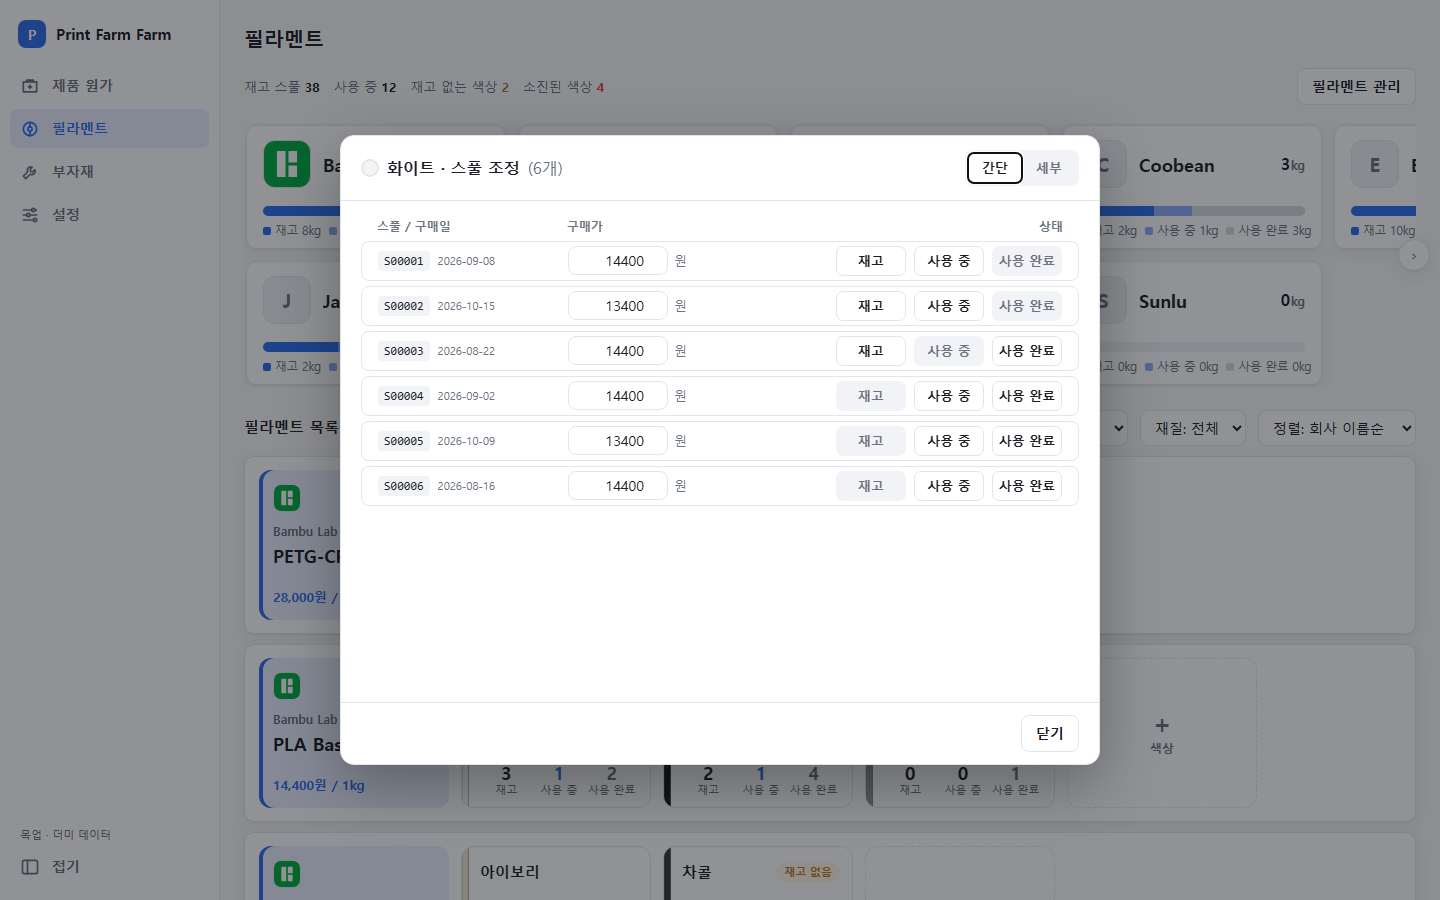 P Print Farm Farm
제품 원가
필라멘트
부자재
설정
목업 · 더미 데이터
접기
필라멘트
재고 스풀 38 사용 중 12 재고 없는 색상 2 소진된 색상 4
필라멘트 관리
Ba
재고 8kg
C Coobean 3kg
고 2kg 사용 중 1kg 사용 완료 3kg
E
재고 10kg
›
J Ja
재고 2kg
S Sunlu 0kg
고 0kg 사용 중 0kg 사용 완료 0kg
필라멘트 목록
재질: 전체
정렬: 회사 이름순
화이트 · 스풀 조정 (6개)
간단 세부
스풀 / 구매일 구매가 상태
S00001 2026-09-08 14400 원 재고 사용 중 사용 완료
S00002 2026-10-15 13400 원 재고 사용 중 사용 완료
S00003 2026-08-22 14400 원 재고 사용 중 사용 완료
S00004 2026-09-02 14400 원 재고 사용 중 사용 완료
S00005 2026-10-09 13400 원 재고 사용 중 사용 완료
S00006 2026-08-16 14400 원 재고 사용 중 사용 완료
닫기
Bambu Lab
PETG-CF
28,000원 /
Bambu Lab
PLA Bas
14,400원 / 1kg
3 1 2
재고 사용 중 사용 완료
2 1 4
재고 사용 중 사용 완료
0 0 1
재고 사용 중 사용 완료
+
색상
아이보리
차콜 재고 없음